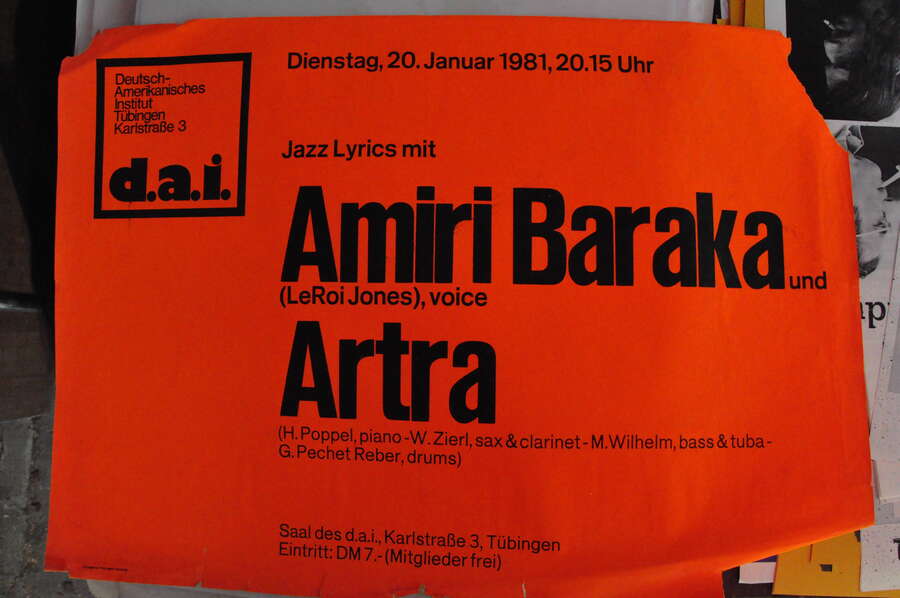 Deutsch-
Amerikanisches
Institut
Tübingen
Karlstraße 3
d.a.i.
Dienstag, 20. Januar 1981, 20.15 Uhr
Jazz Lyrics mit
Amiri Baraka und
(LeRoi Jones), voice
Artra
(H. Poppel, piano - W. Zierl, sax & clarinet - M. Wilhelm, bass & tuba -
G. Pechet Reber, drums)
Saal des d.a.i., Karlstraße 3, Tübingen
Eintritt: DM 7.- (Mitglieder frei)